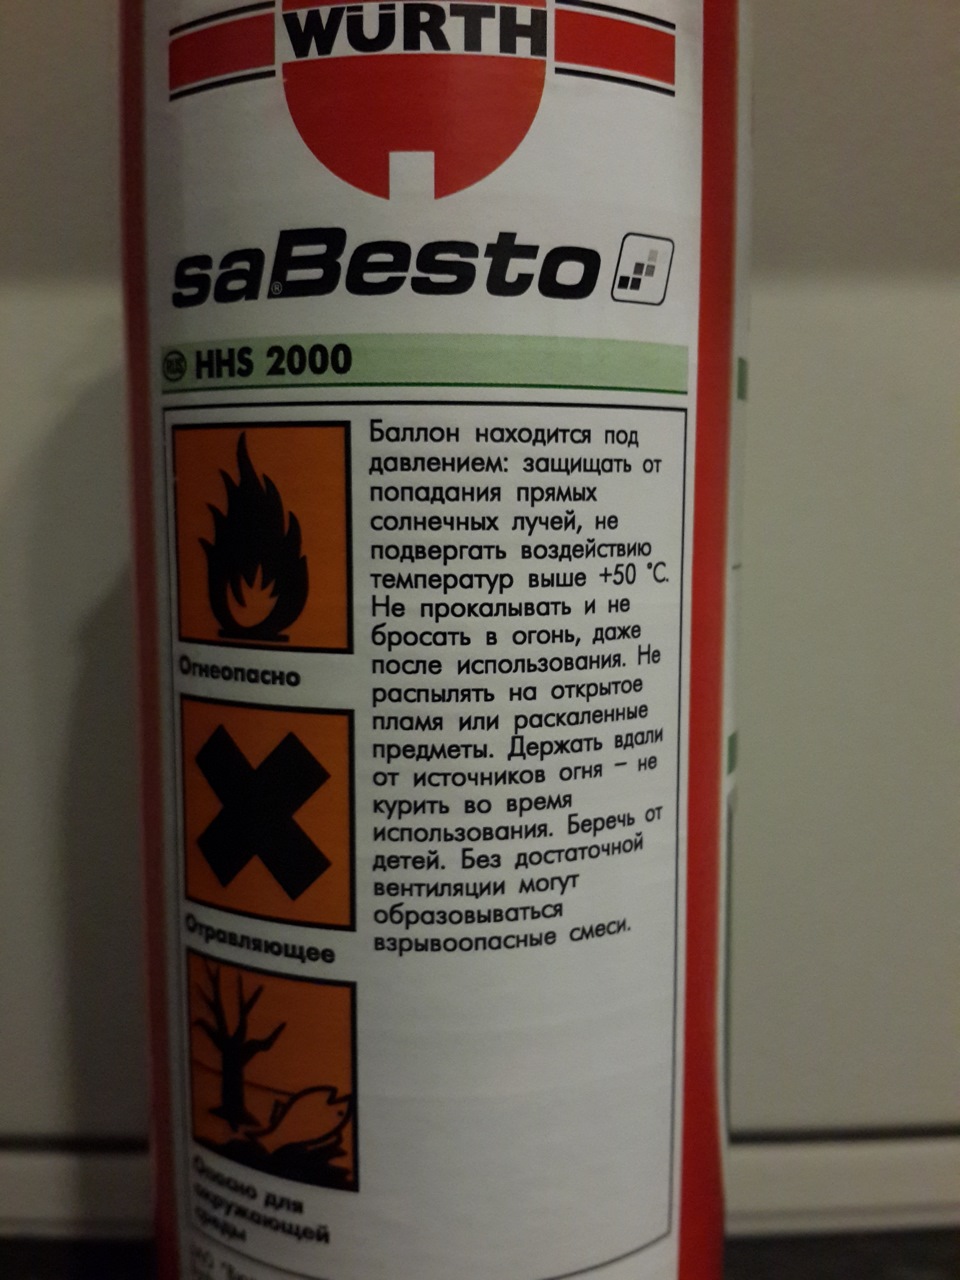 WÜRTH
saBesto
®
HHS 2000
Баллон находится под
давлением: защищать от
попадания прямых
солнечных лучей, не
подвергать воздействию
температур выше +50 °C.
Не прокалывать и не
бросать в огонь, даже
после использования. Не
распылять на открытое
пламя или раскаленные
предметы. Держать вдали
от источников огня – не
курить во время
использования. Беречь от
детей. Без достаточной
вентиляции могут
образовываться
взрывоопасные смеси.
Огнеопасно
Отравляющее
Опасно для
окружающей
среды